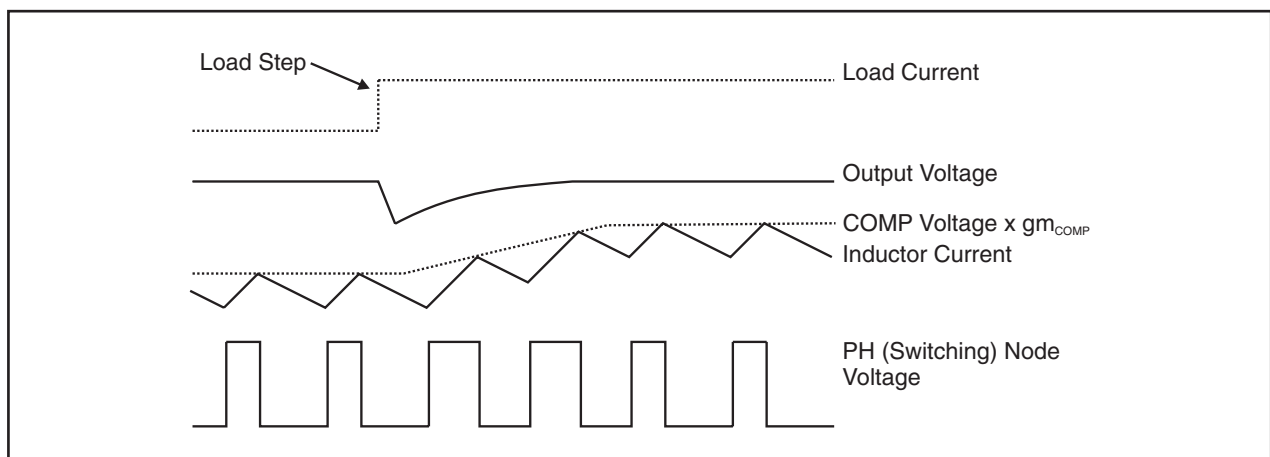 Load Step
Load Current
Output Voltage
COMP Voltage x gmCOMP
Inductor Current
PH (Switching) Node
Voltage